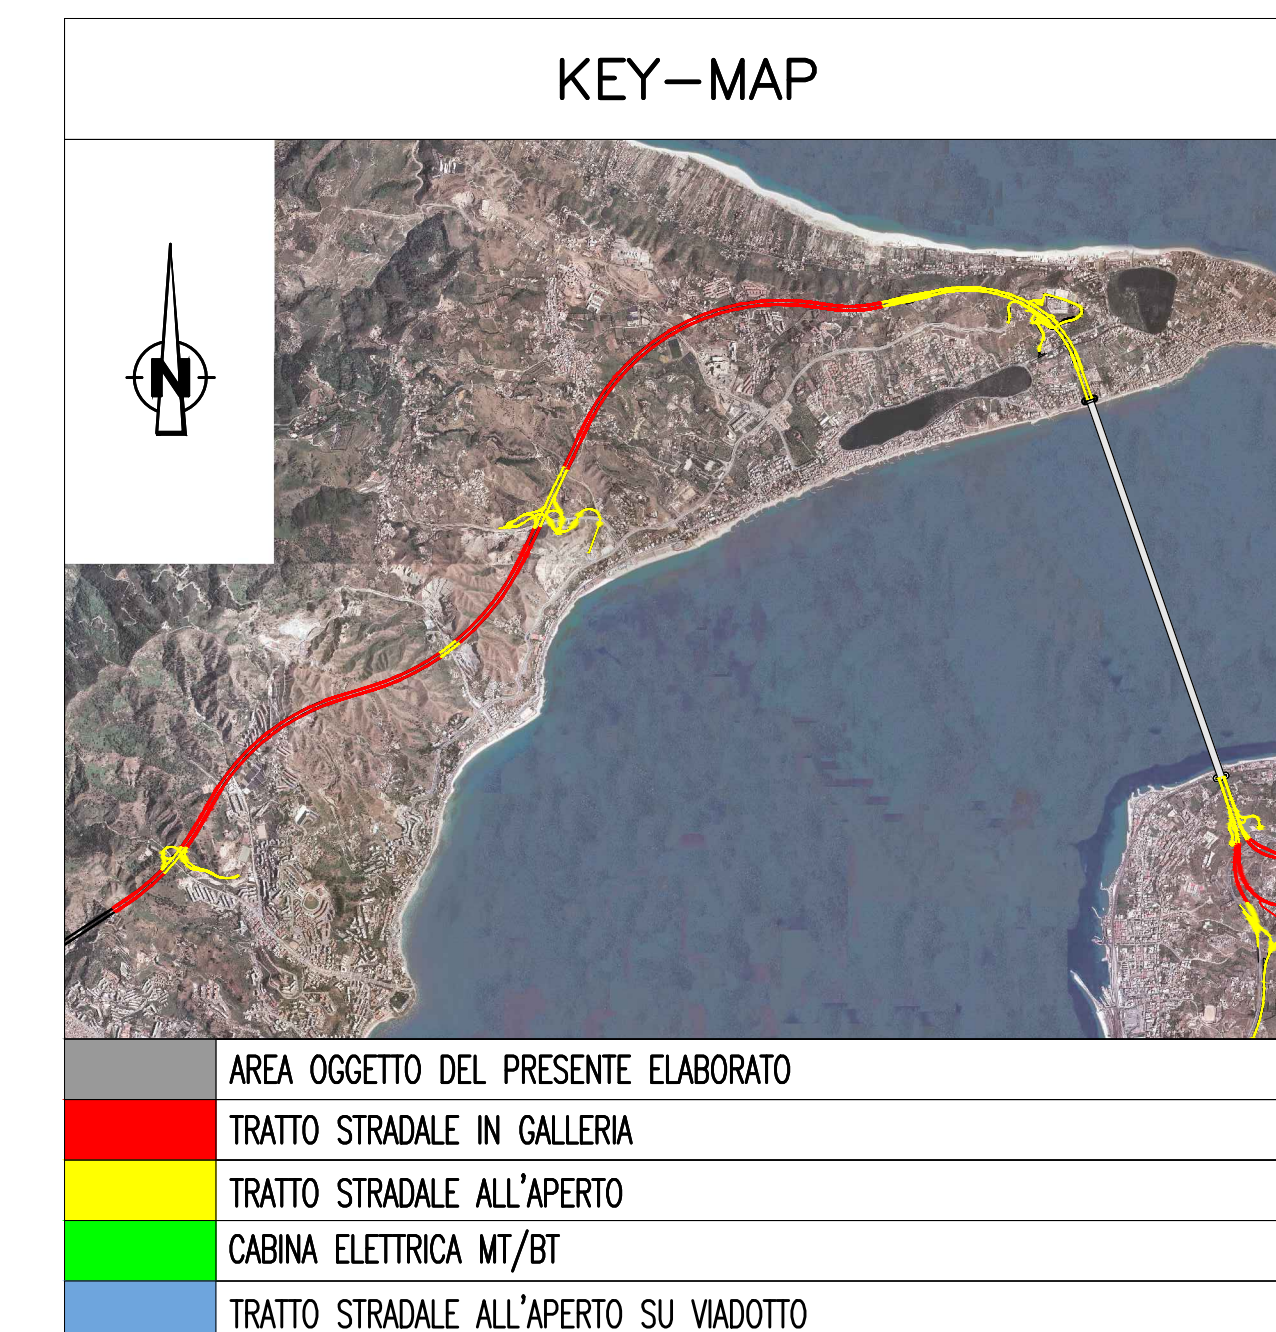 KEY-MAP
N
AREA OGGETTO DEL PRESENTE ELABORATO
TRATTO STRADALE IN GALLERIA
TRATTO STRADALE ALL'APERTO
CABINA ELETTRICA MT/BT
TRATTO STRADALE ALL'APERTO SU VIADOTTO